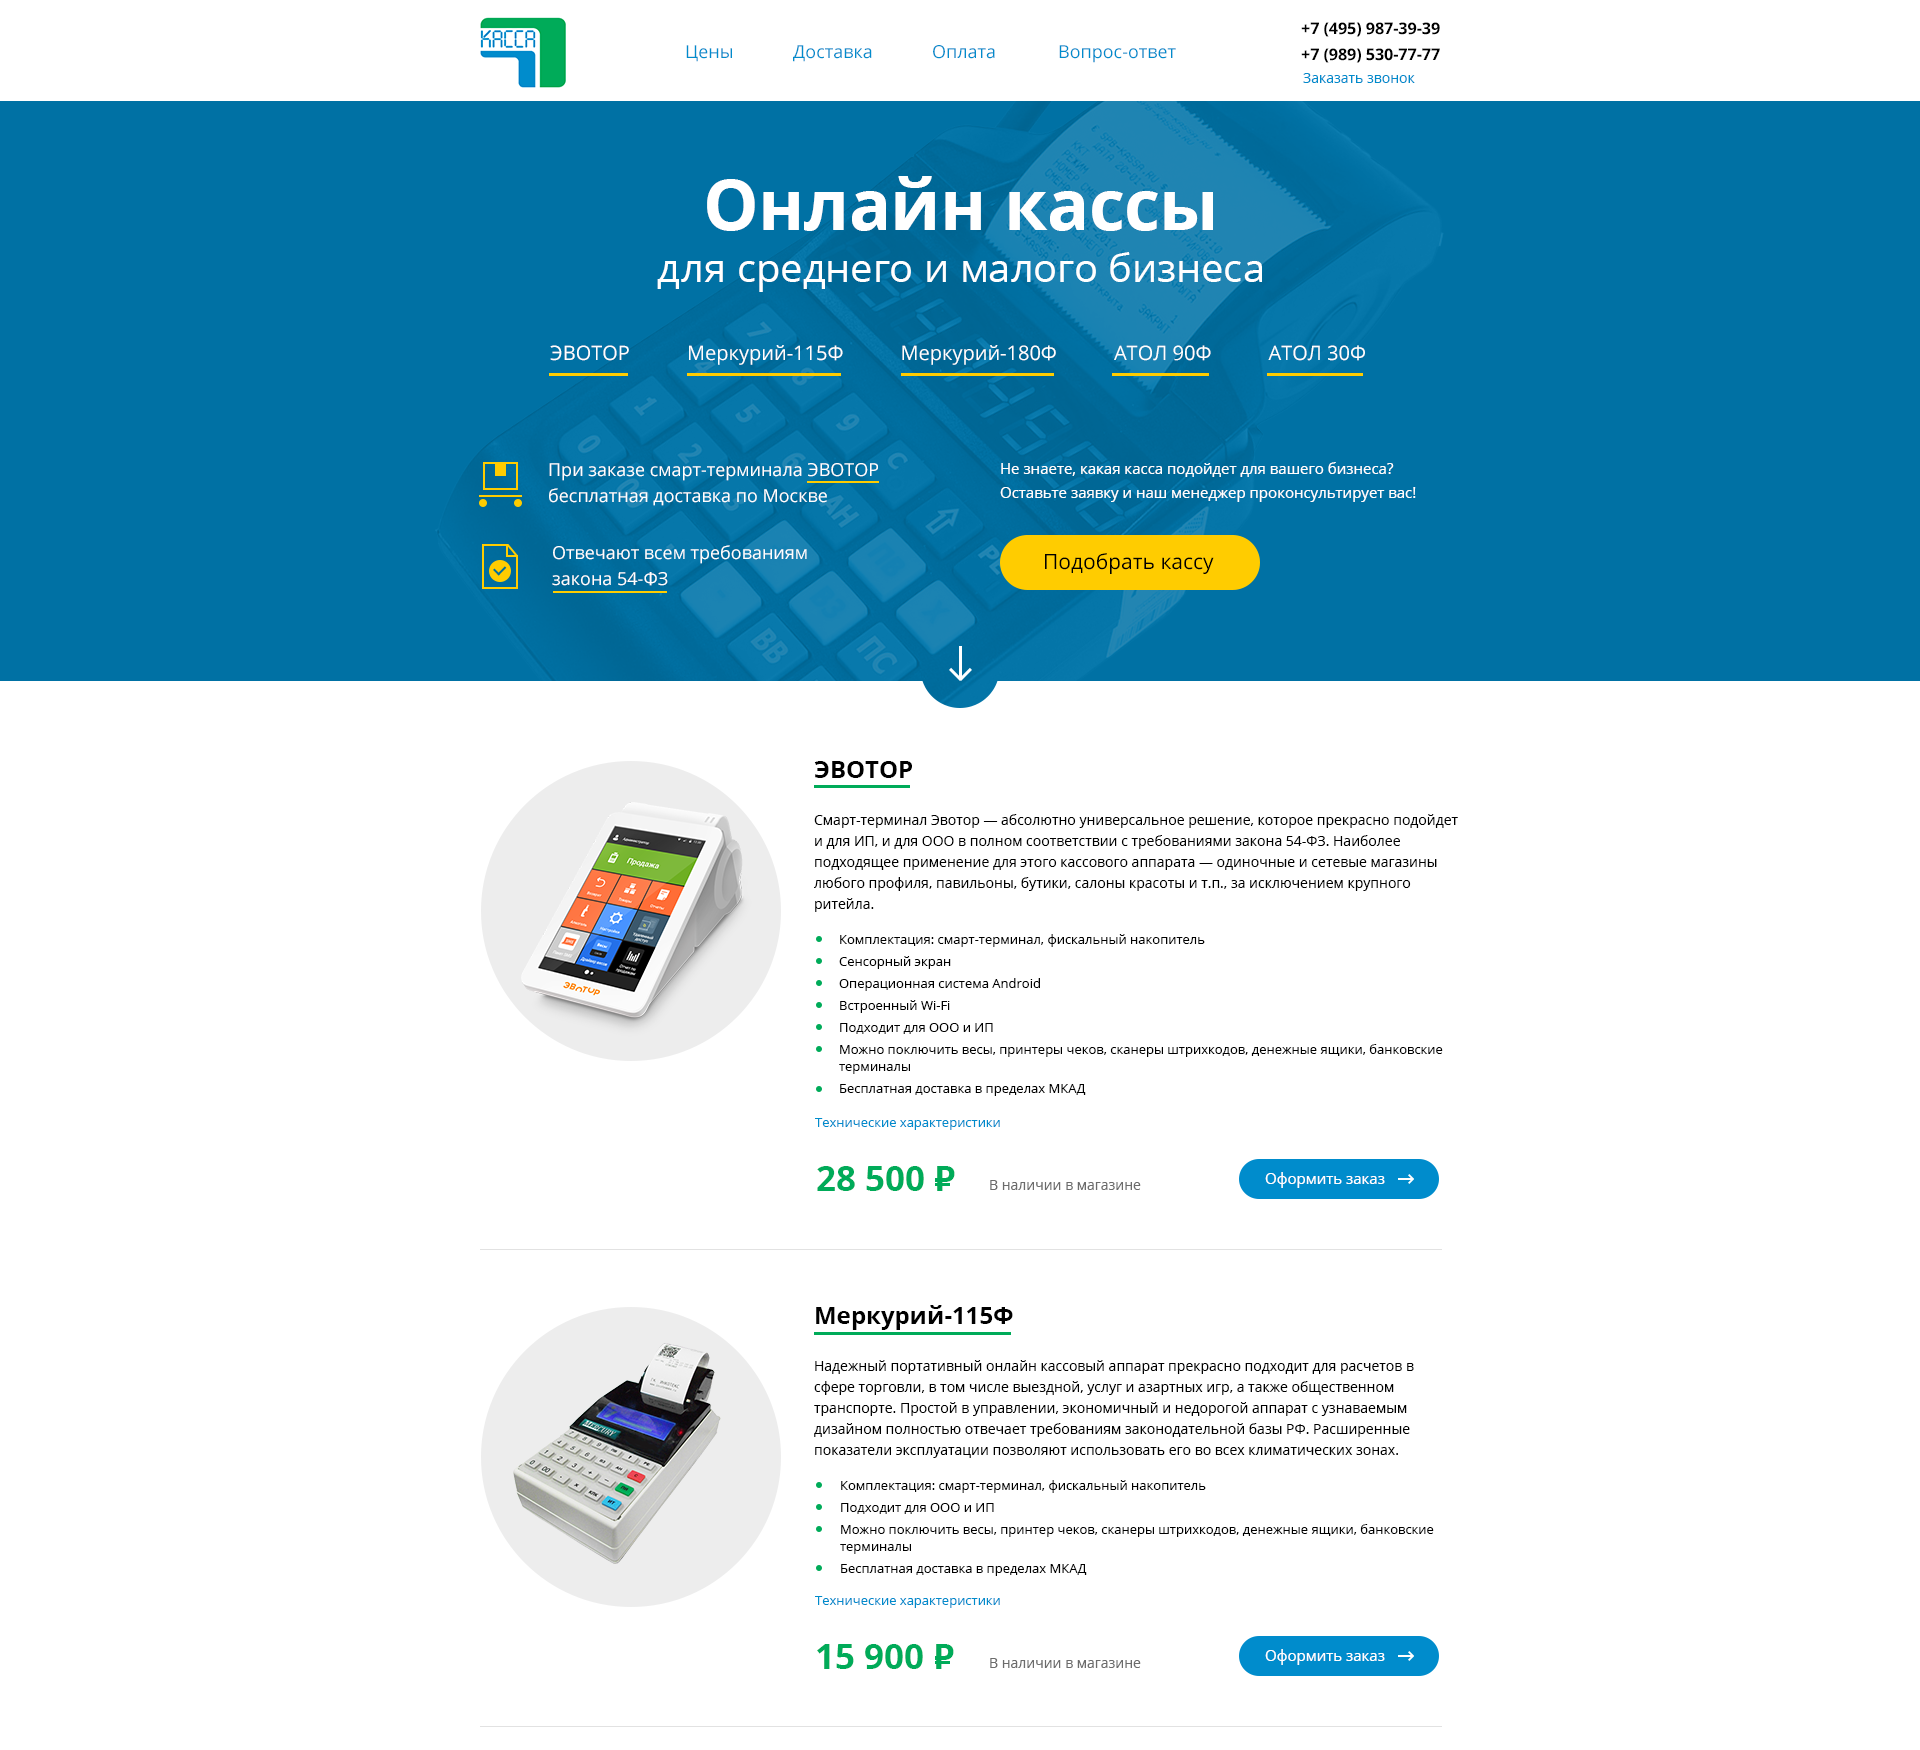 КАССА
Цены
Доставка
Оплата
Вопрос-ответ
+7 (495) 987-39-39
+7 (989) 530-77-77
Заказать звонок
Онлайн кассы
для среднего и малого бизнеса
ЭВОТОР
Меркурий-115Ф
Меркурий-180Ф
АТОЛ 90Ф
АТОЛ 30Ф
При заказе смарт-терминала ЭВОТОР
бесплатная доставка по Москве
Отвечают всем требованиям
закона 54-ФЗ
Не знаете, какая касса подойдет для вашего бизнеса?
Оставьте заявку и наш менеджер проконсультирует вас!
Подобрать кассу
ЭВОТОР
Смарт-терминал Эвотор — абсолютно универсальное решение, которое прекрасно подойдет
и для ИП, и для ООО в полном соответствии с требованиями закона 54-ФЗ. Наиболее
подходящее применение для этого кассового аппарата — одиночные и сетевые магазины
любого профиля, павильоны, бутики, салоны красоты и т.п., за исключением крупного
ритейла.
Комплектация: смарт-терминал, фискальный накопитель
Сенсорный экран
Операционная система Android
Встроенный Wi-Fi
Подходит для ООО и ИП
Можно поключить весы, принтеры чеков, сканеры штрихкодов, денежные ящики, банковские
терминалы
Бесплатная доставка в пределах МКАД
Технические характеристики
28 500 ₽
В наличии в магазине
Оформить заказ
Продажа
эвотор
Меркурий-115Ф
Надежный портативный онлайн кассовый аппарат прекрасно подходит для расчетов в
сфере торговли, в том числе выездной, услуг и азартных игр, а также общественном
транспорте. Простой в управлении, экономичный и недорогой аппарат с узнаваемым
дизайном полностью отвечает требованиям законодательной базы РФ. Расширенные
показатели эксплуатации позволяют использовать его во всех климатических зонах.
Комплектация: смарт-терминал, фискальный накопитель
Подходит для ООО и ИП
Можно поключить весы, принтер чеков, сканеры штрихкодов, денежные ящики, банковские
терминалы
Бесплатная доставка в пределах МКАД
Технические характеристики
15 900 ₽
В наличии в магазине
Оформить заказ